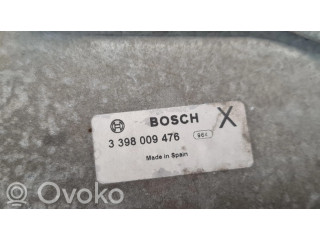 BOSCH X
3 398 009 476
Made in Spain
OVOKO